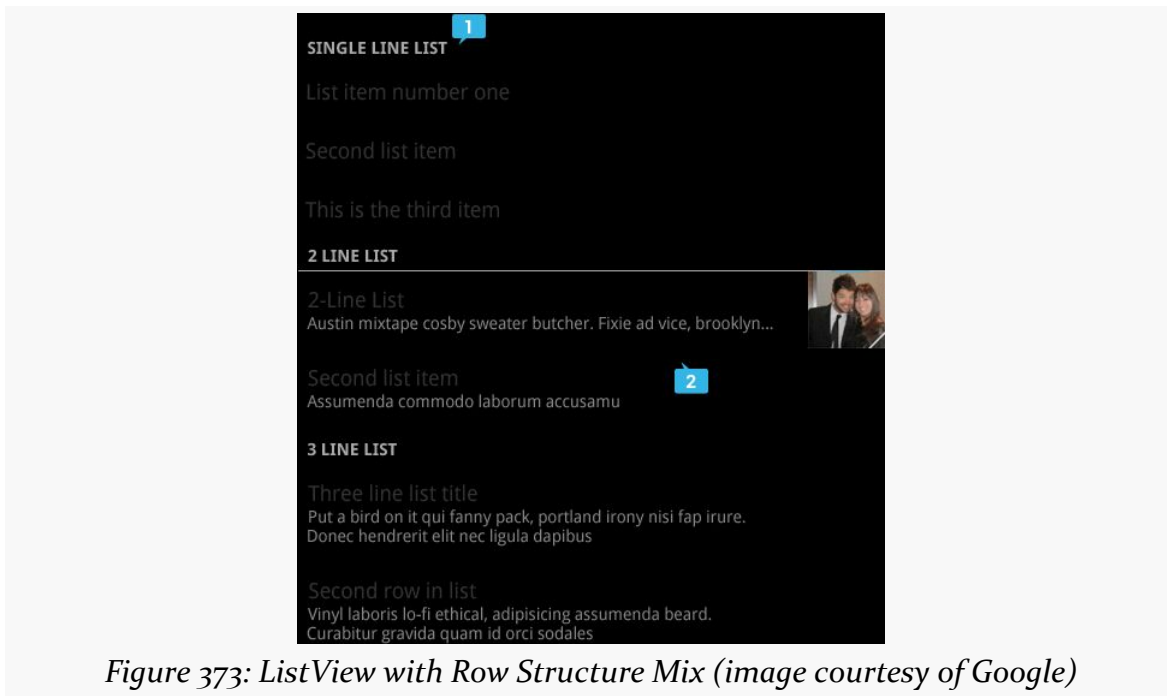 1
SINGLE LINE LIST
List item number one
Second list item
This is the third item
2 LINE LIST
2-Line List
Austin mixtape cosby sweater butcher. Fixie ad vice, brooklyn...
Second list item
2
Assumenda commodo laborum accusamu
3 LINE LIST
Three line list title
Put a bird on it qui fanny pack, portland irony nisi fap irure.
Donec hendrerit elit nec ligula dapibus
Second row in list
Vinyl laboris lo-fi ethical, adipisicing assumenda beard.
Curabitur gravida quam id orci sodales
Figure 373: ListView with Row Structure Mix (image courtesy of Google)